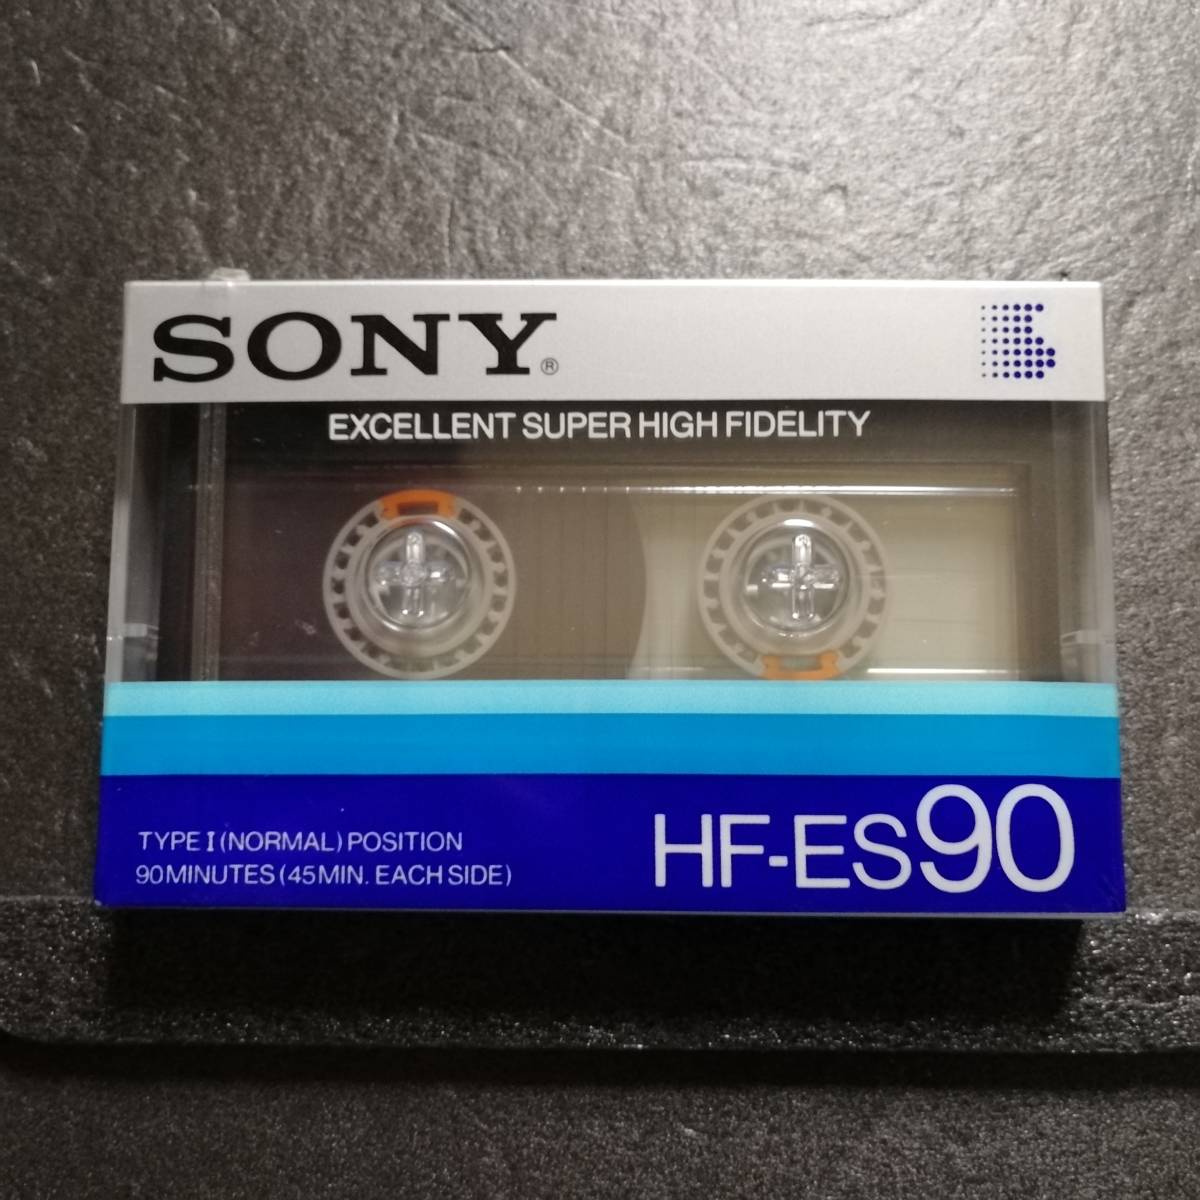 SONY®
EXCELLENT SUPER HIGH FIDELITY
TYPE I (NORMAL) POSITION
90 MINUTES (45 MIN. EACH SIDE)
HF-ES90